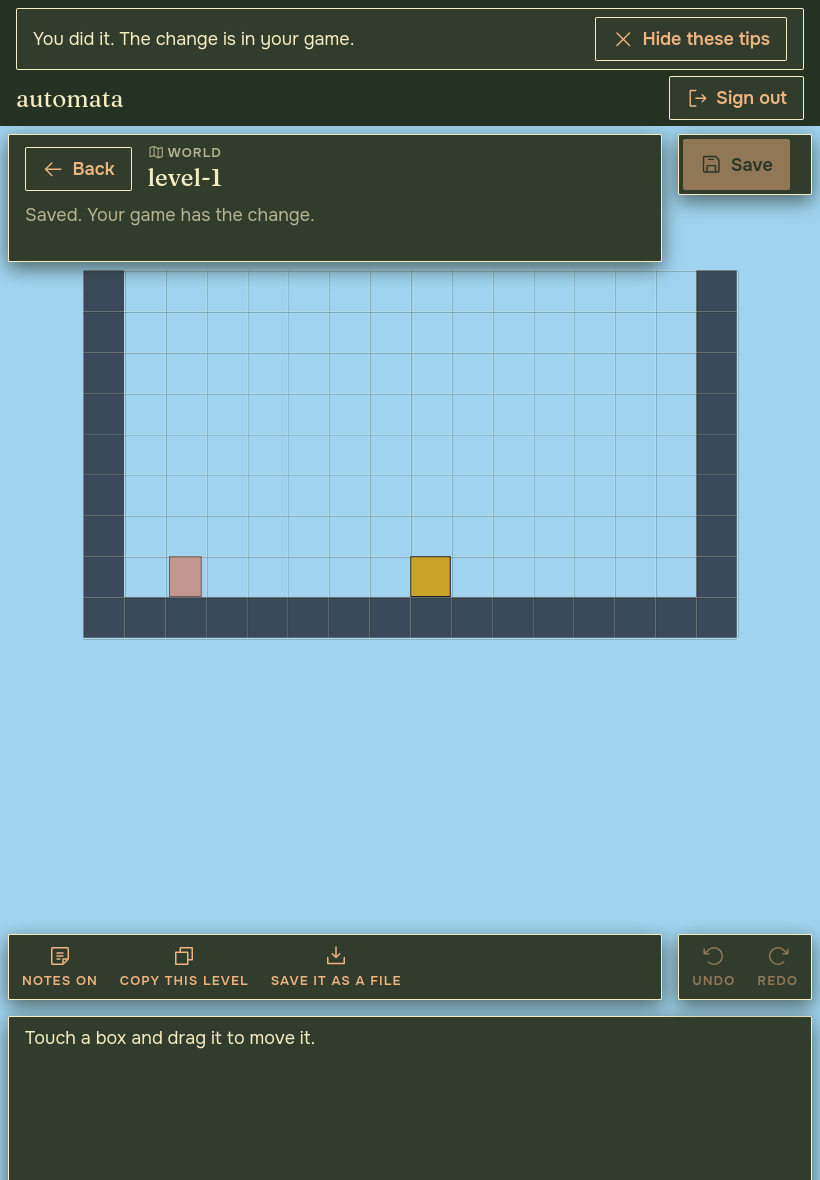 You did it. The change is in your game.
Hide these tips
automata
Sign out
Back
WORLD
level-1
Save
Saved. Your game has the change.
NOTES ON
COPY THIS LEVEL
SAVE IT AS A FILE
UNDO
REDO
Touch a box and drag it to move it.